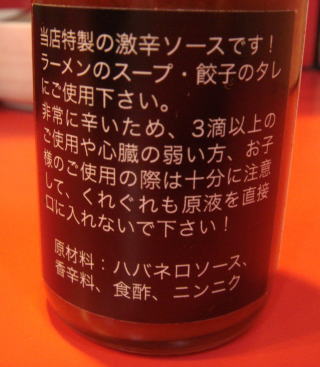 当店特製の激辛ソースです！
ラーメンのスープ・餃子のタレ
にご使用下さい。
非常に辛いため、3滴以上の
ご使用や心臓の弱い方、お子
様のご使用の際は十分に注意
して、くれぐれも原液を直接
口に入れないで下さい！
原材料：ハバネロソース、
香辛料、食酢、ニンニク